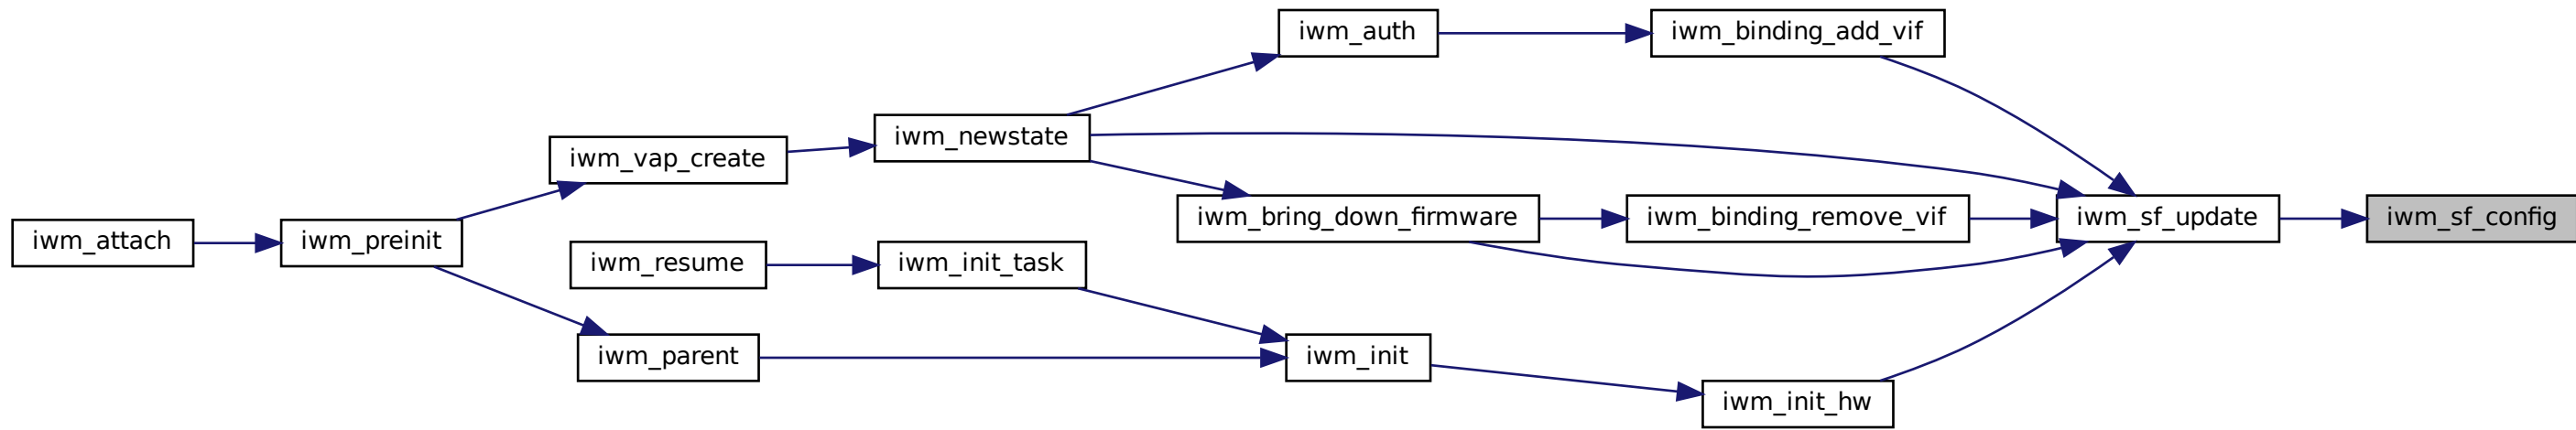 iwm_auth
iwm_binding_add_vif
iwm_newstate
iwm_vap_create
iwm_bring_down_firmware
iwm_binding_remove_vif
iwm_sf_update
iwm_sf_config
iwm_attach
iwm_preinit
iwm_resume
iwm_init_task
iwm_parent
iwm_init
iwm_init_hw